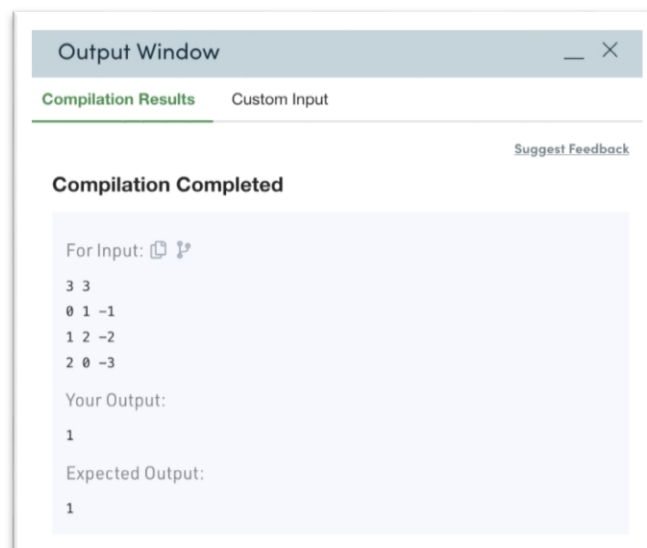 Output Window
Compilation Results Custom Input
Suggest Feedback
Compilation Completed
For Input:
3 3
0 1 -1
1 2 -2
2 0 -3
Your Output:
1
Expected Output:
1